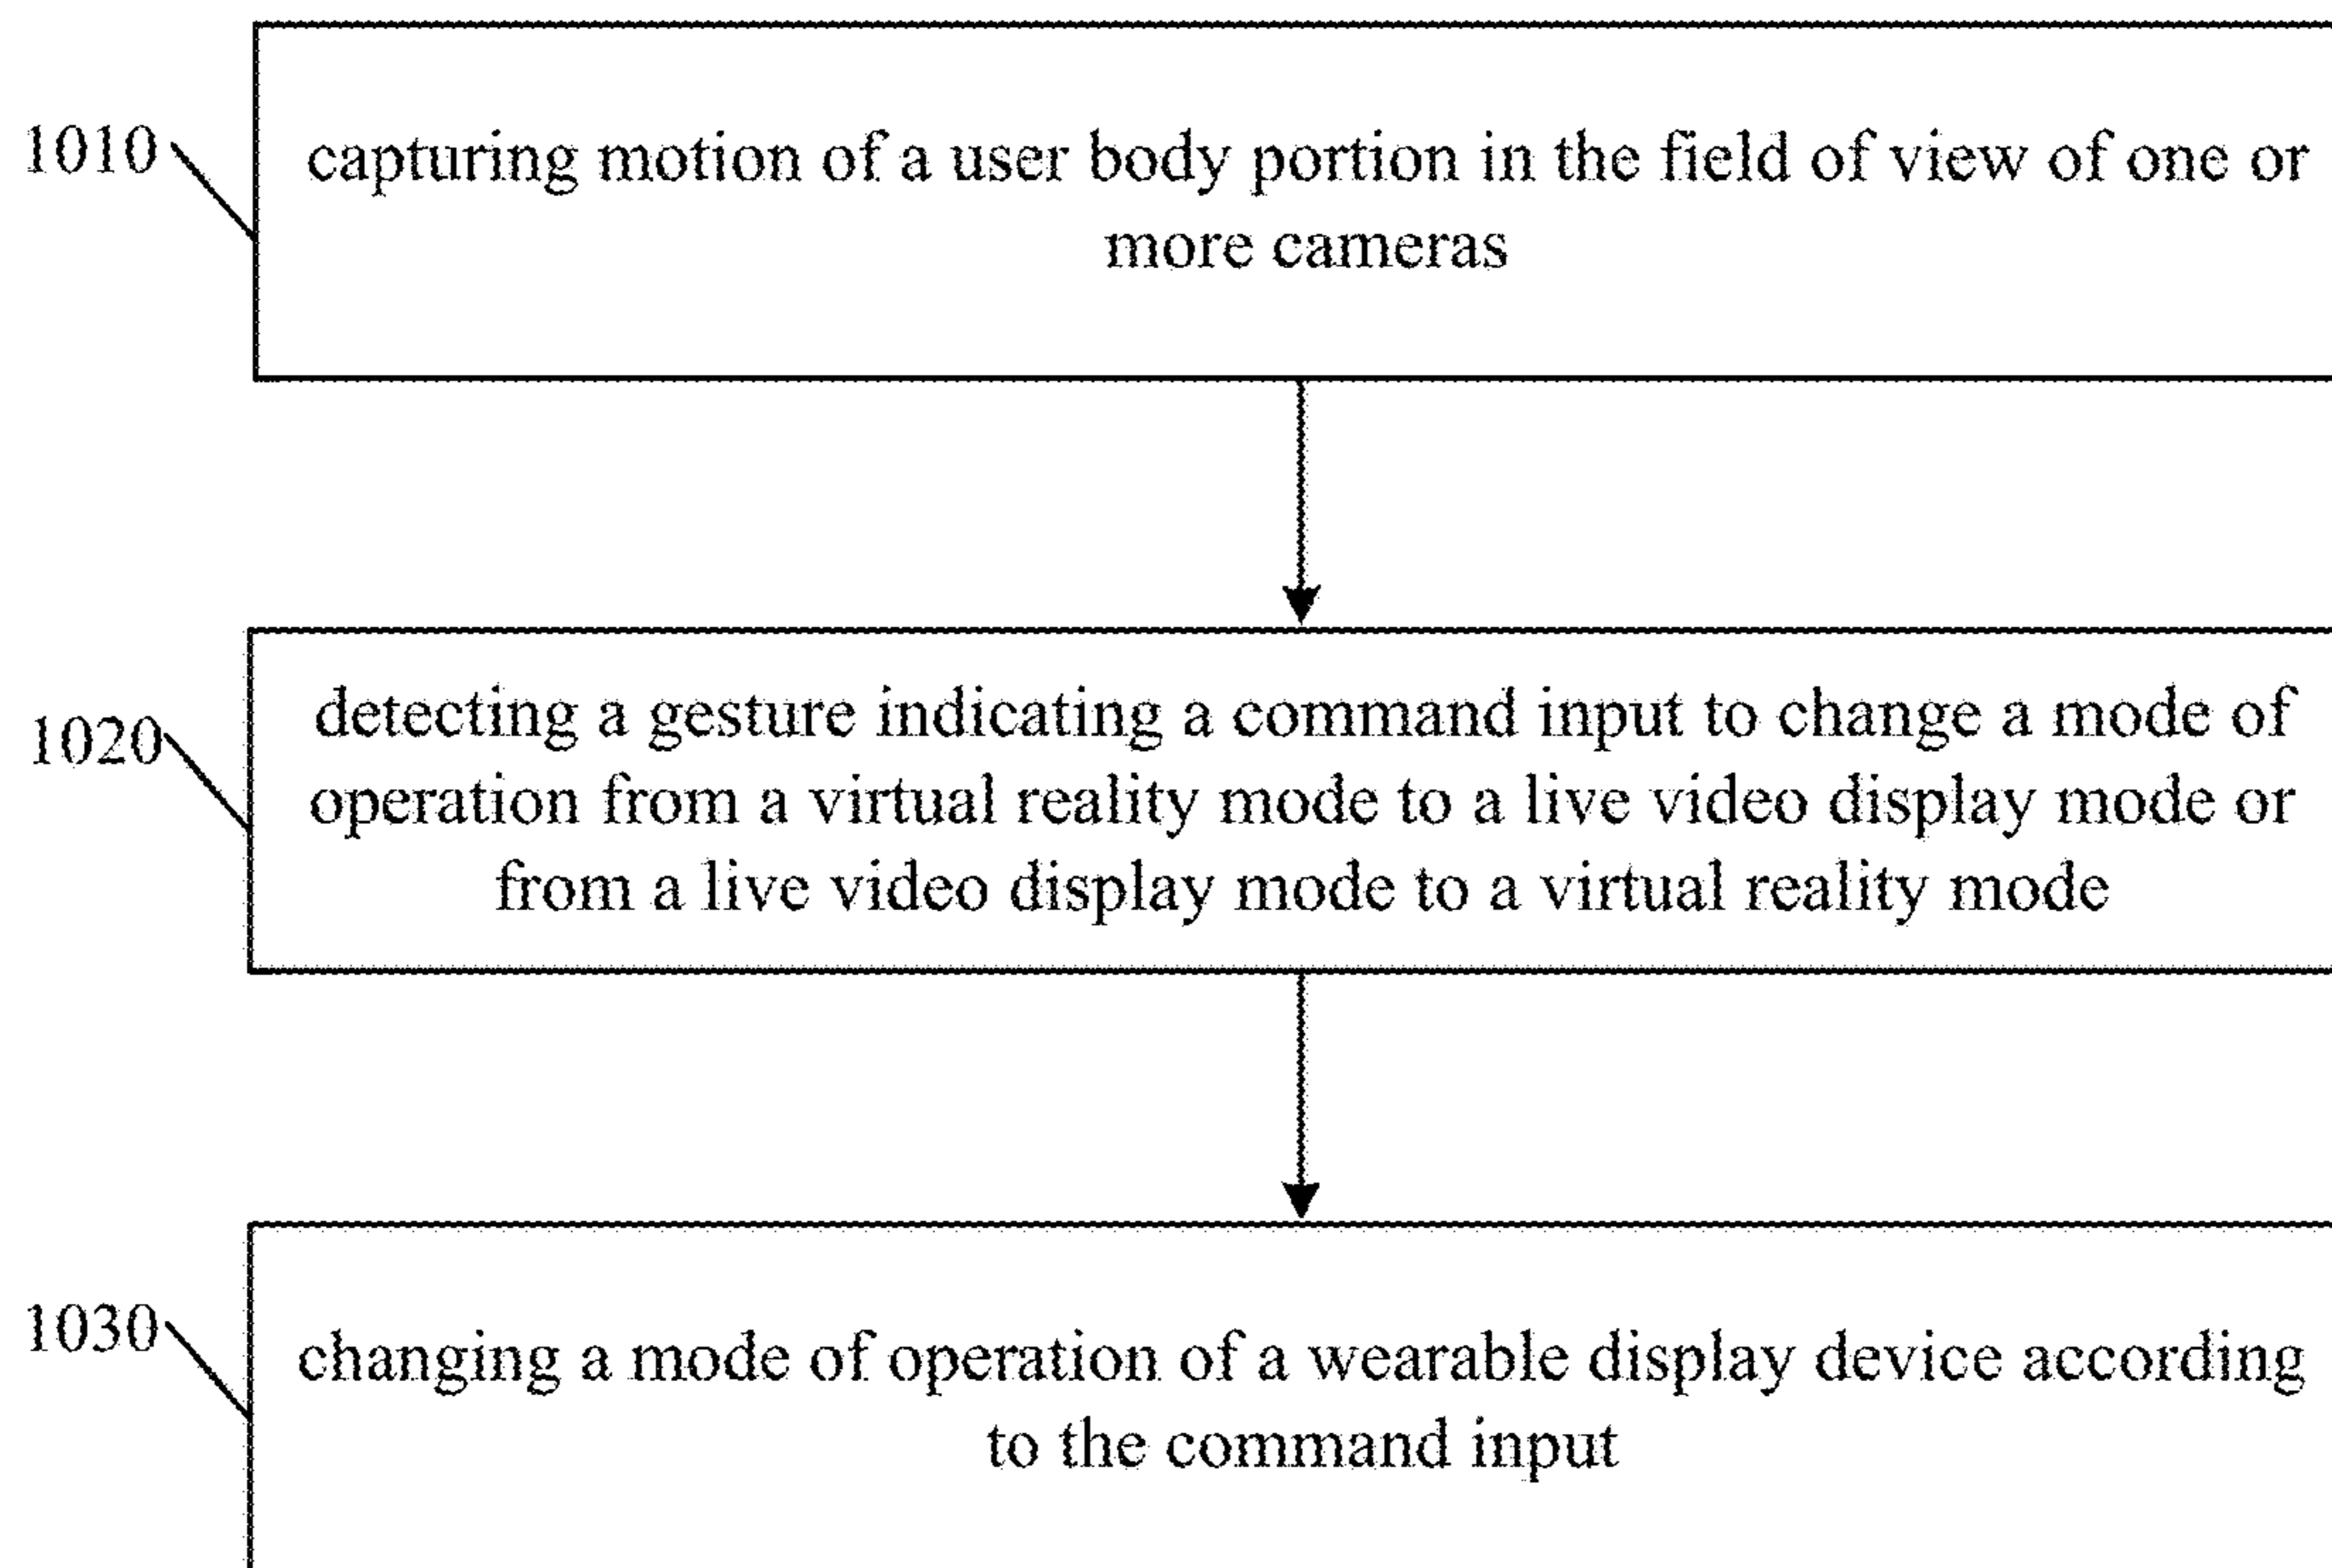 1010
capturing motion of a user body portion in the field of view of one or
more cameras
1020
detecting a gesture indicating a command input to change a mode of
operation from a virtual reality mode to a live video display mode or
from a live video display mode to a virtual reality mode
1030
changing a mode of operation of a wearable display device according
to the command input